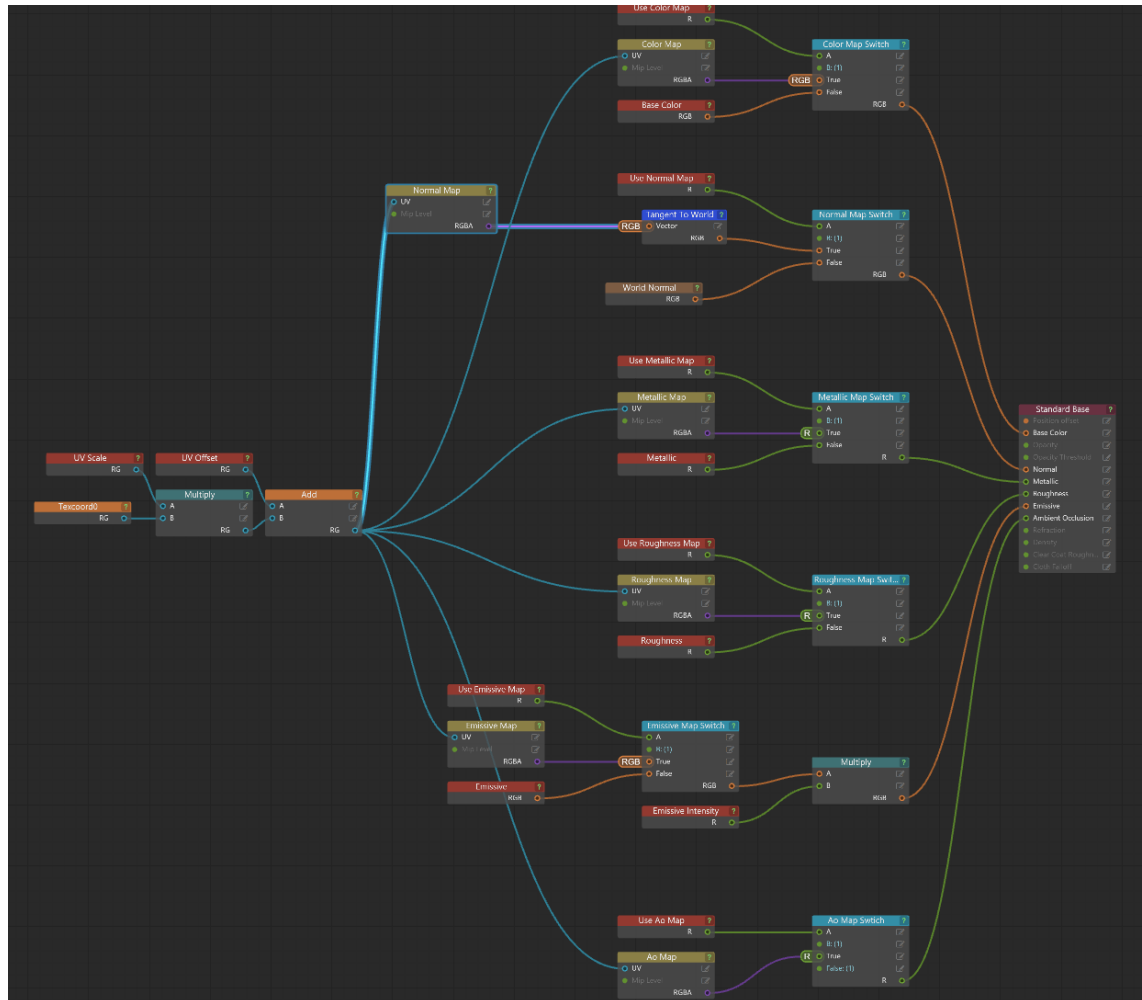 Use Color Map ?
R
Color Map ?
UV
Mip Level
RGBA
Base Color ?
RGB
Color Map Switch ?
A
B: (1)
RGB True
False
RGB
Normal Map ?
UV
Mip Level
RGBA
Use Normal Map ?
R
Tangent To World ?
RGB Vector
RGB
World Normal ?
RGB
Normal Map Switch ?
A
B: (1)
True
False
RGB
Use Metallic Map ?
R
Metallic Map ?
UV
Mip Level
RGBA
Metallic ?
R
Metallic Map Switch ?
A
B: (1)
R True
False
R
UV Scale ?
RG
UV Offset ?
RG
Texcoord0 ?
RG
Multiply ?
A
B
RG
Add ?
A
B
RG
Standard Base ?
Position offset
Base Color
Opacity
Opacity Threshold
Normal
Metallic
Roughness
Emissive
Ambient Occlusion
Refraction
Density
Clear Coat Roughn...
Cloth Falloff
Use Roughness Map ?
R
Roughness Map ?
UV
Mip Level
RGBA
Roughness ?
R
Roughness Map Swit... ?
A
B: (1)
R True
False
R
Use Emissive Map ?
R
Emissive Map ?
UV
Mip Level
RGBA
Emissive ?
RGB
Emissive Map Switch ?
A
B: (1)
RGB True
False
RGB
Emissive Intensity ?
R
Multiply ?
A
B
RGB
Use Ao Map ?
R
Ao Map ?
UV
Mip Level
RGBA
Ao Map Swtich ?
A
B: (1)
R True
False: (1)
R